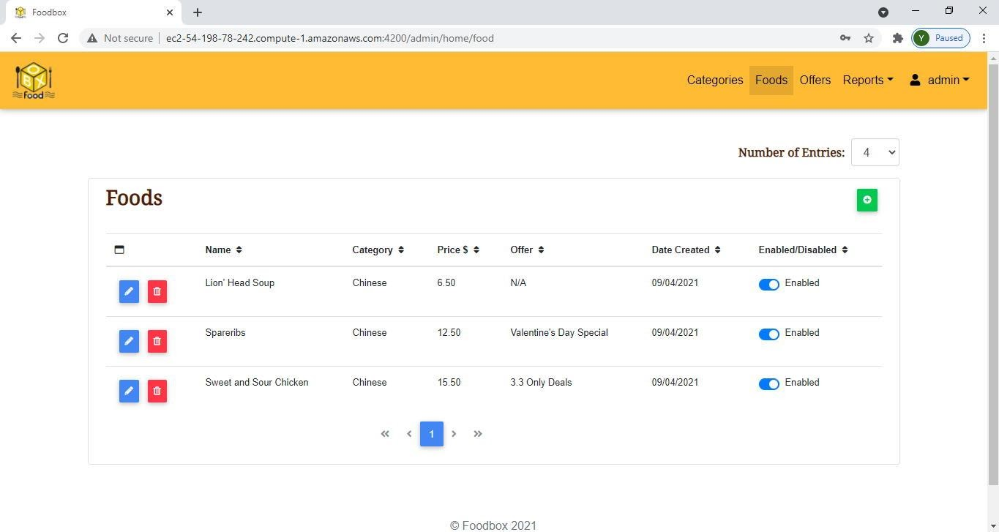 Foodbox
Not secure | ec2-54-198-78-242.compute-1.amazonaws.com:4200/admin/home/food
Y Paused
BOX
Food
Categories Foods Offers Reports admin
Number of Entries: 4
Foods
Name Category Price $ Offer Date Created Enabled/Disabled
Lion' Head Soup Chinese 6.50 N/A 09/04/2021 Enabled
Spareribs Chinese 12.50 Valentine's Day Special 09/04/2021 Enabled
Sweet and Sour Chicken Chinese 15.50 3.3 Only Deals 09/04/2021 Enabled
« ‹ 1 › »
© Foodbox 2021